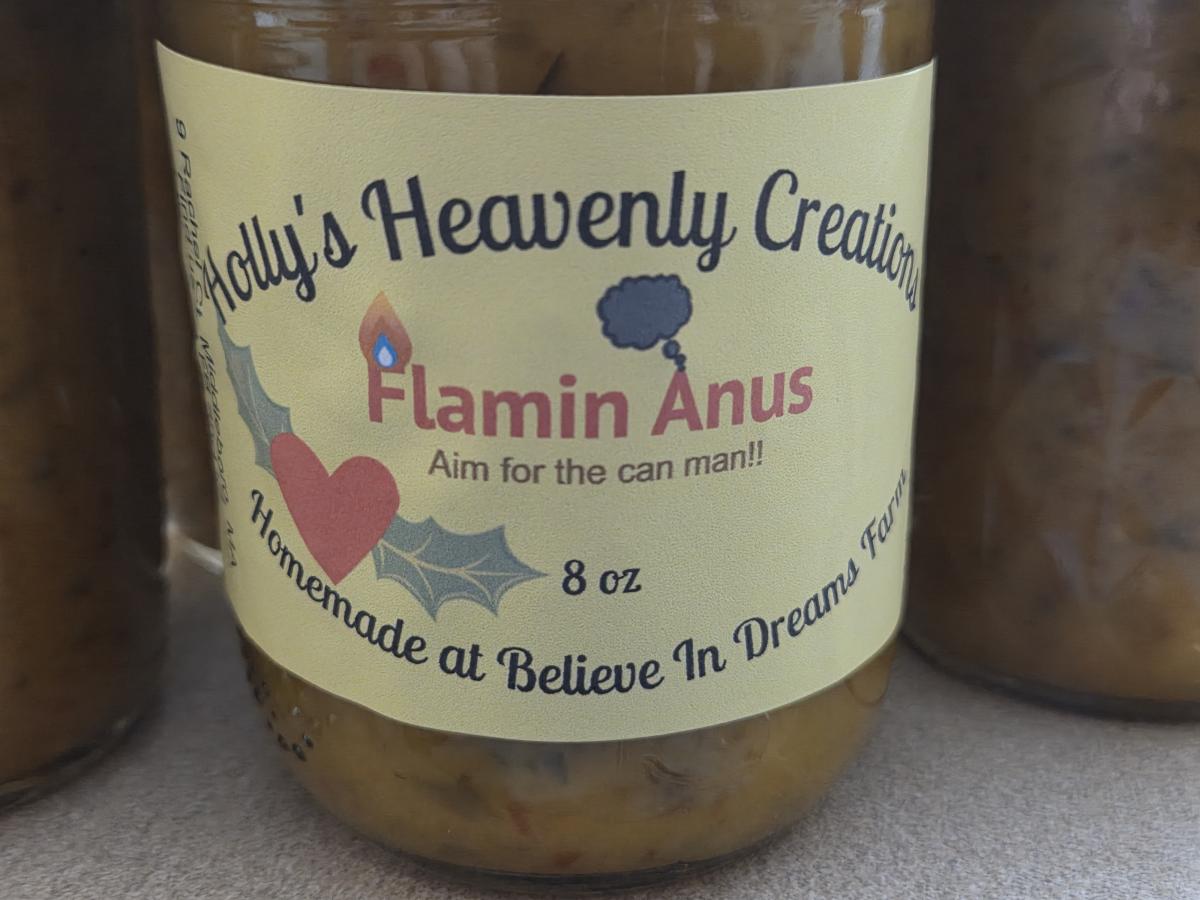 Holly's Heavenly Creations
Flamin Anus
Aim for the can man!!
8 oz
Homemade at Believe In Dreams Farm